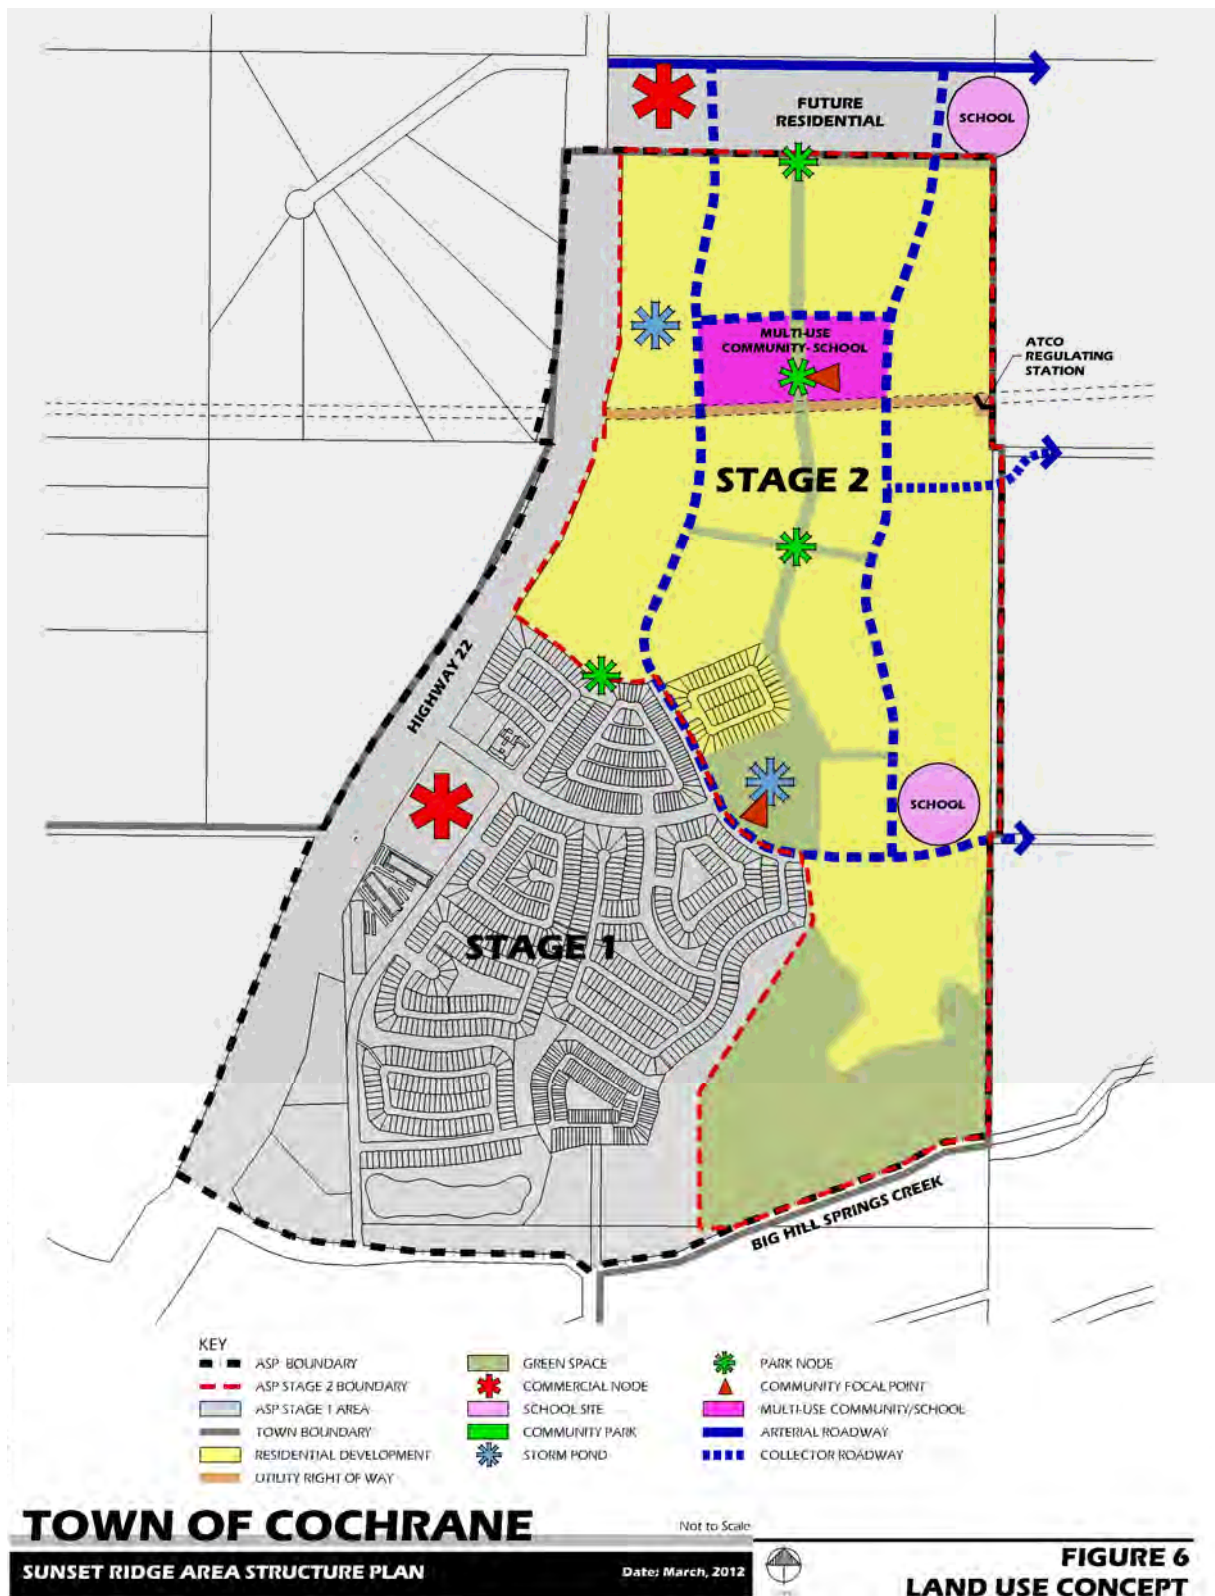 FUTURE
RESIDENTIAL
SCHOOL
MULTI-USE
COMMUNITY-SCHOOL
ATCO
REGULATING
STATION
STAGE 2
HIGHWAY 22
SCHOOL
STAGE 1
BIG HILL SPRINGS CREEK
KEY
ASP BOUNDARY
ASP STAGE 2 BOUNDARY
ASP STAGE 1 AREA
TOWN BOUNDARY
RESIDENTIAL DEVELOPMENT
UTILITY RIGHT OF WAY
GREEN SPACE
COMMERCIAL NODE
SCHOOL SITE
COMMUNITY PARK
STORM POND
PARK NODE
COMMUNITY FOCAL POINT
MULTI-USE COMMUNITY/SCHOOL
ARTERIAL ROADWAY
COLLECTOR ROADWAY
TOWN OF COCHRANE
Not to Scale
SUNSET RIDGE AREA STRUCTURE PLAN
Date: March, 2012
FIGURE 6
LAND USE CONCEPT